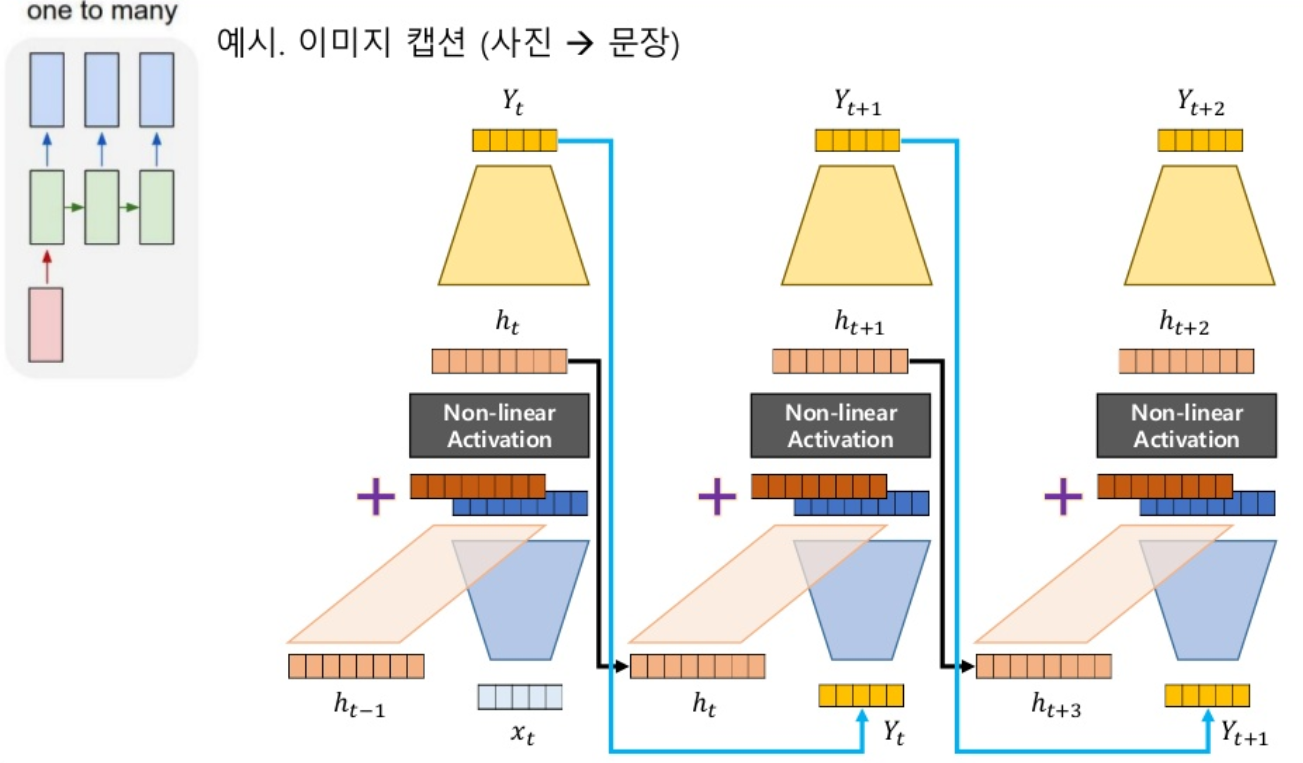 one to many
예시. 이미지 캡션 (사진 → 문장)
Y_t
Y_{t+1}
Y_{t+2}
h_t
h_{t+1}
h_{t+2}
Non-linear
Activation
Non-linear
Activation
Non-linear
Activation
+
+
+
h_{t−1}
x_t
h_t
Y_t
h_{t+3}
Y_{t+1}